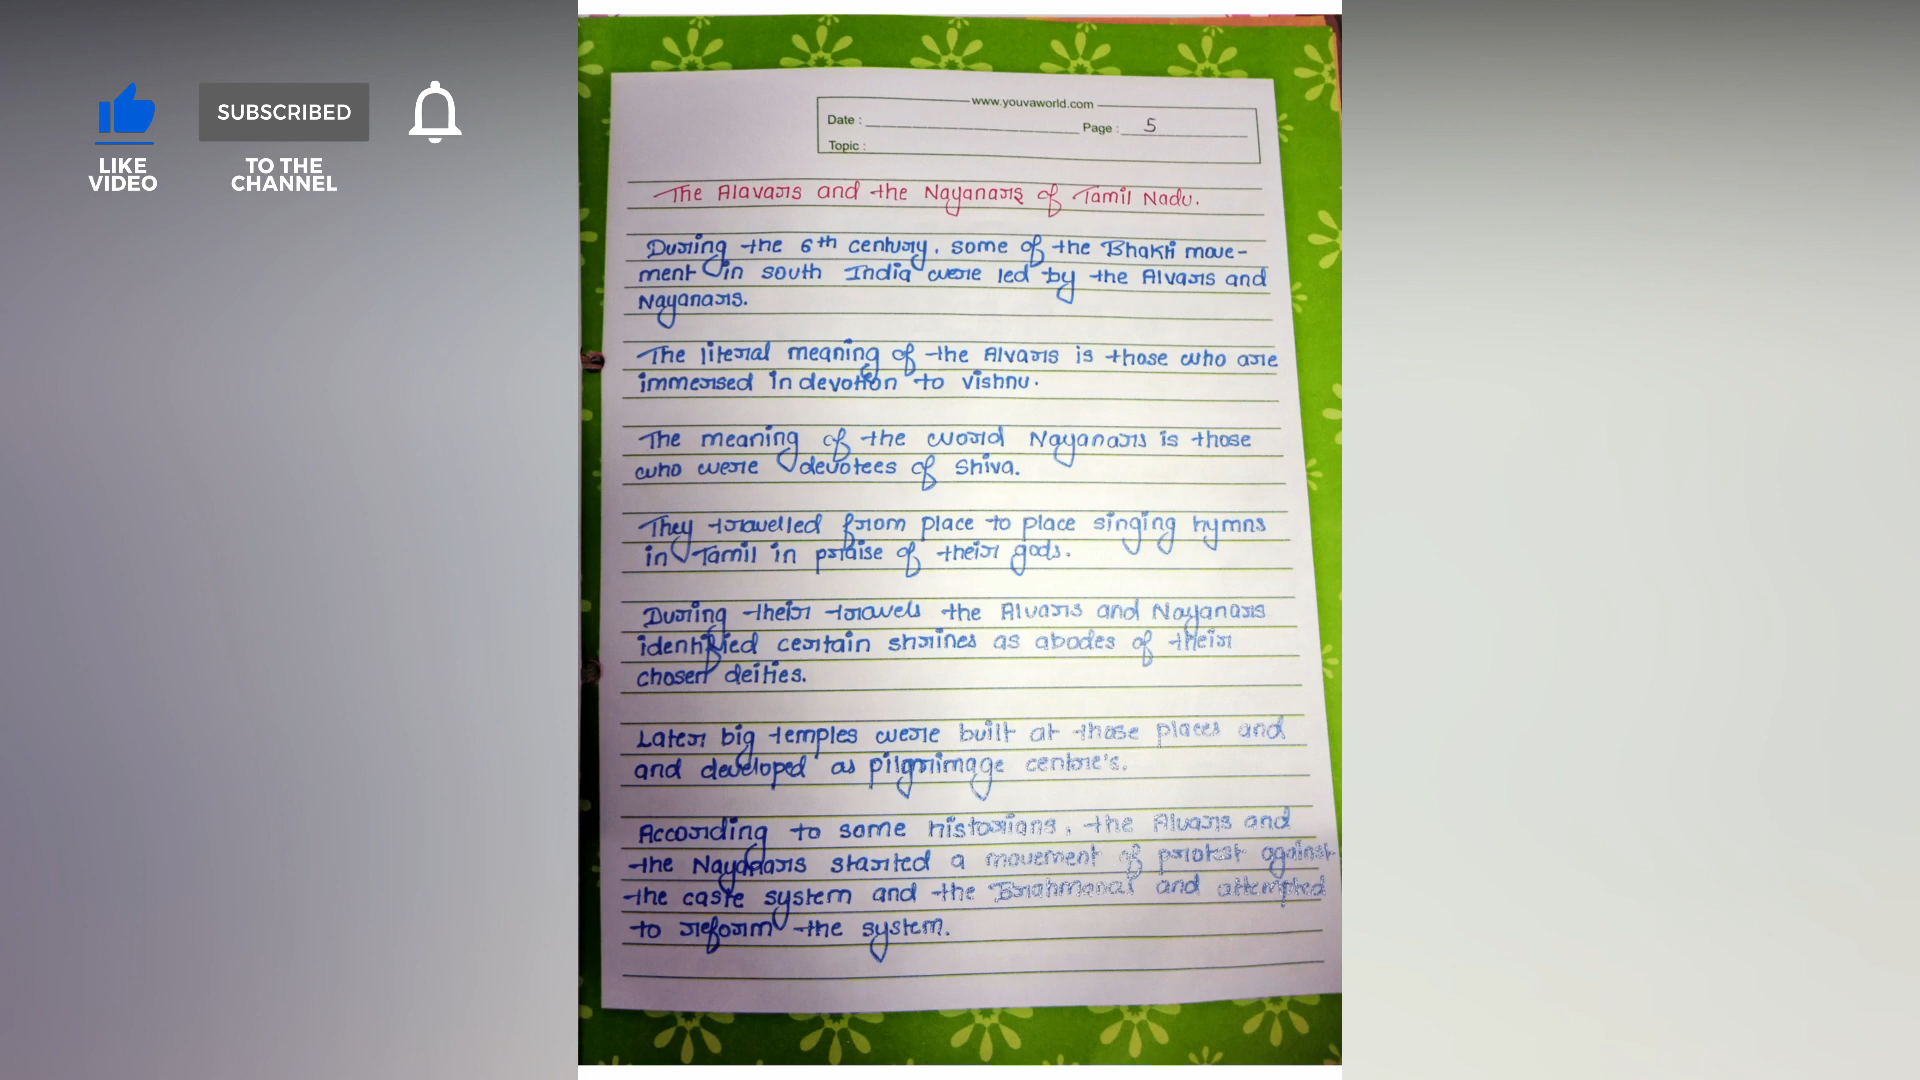 LIKE
VIDEO
SUBSCRIBED
TO THE
CHANNEL
www.youvaworld.com
Date :
Page : 5
Topic :
The Alavars and the Nayanars of Tamil Nadu.
During the 6th century, some of the Bhakti move-
ment in south India were led by the Alvars and
Nayanars.
The literal meaning of the Alvars is those who are
immersed in devotion to vishnu.
The meaning of the word Nayanars is those
who were devotees of Shiva.
They travelled from place to place singing hymns
in Tamil in praise of their gods.
During their travels the Alvars and Nayanars
identified certain shrines as abodes of their
chosen deities.
Later big temples were built at those places and
and developed as pilgrimage centre's.
According to some historians, the Alvars and
the Nayanars started a movement of protest against
the caste system and the Brahmanal and attempted
to reform the system.